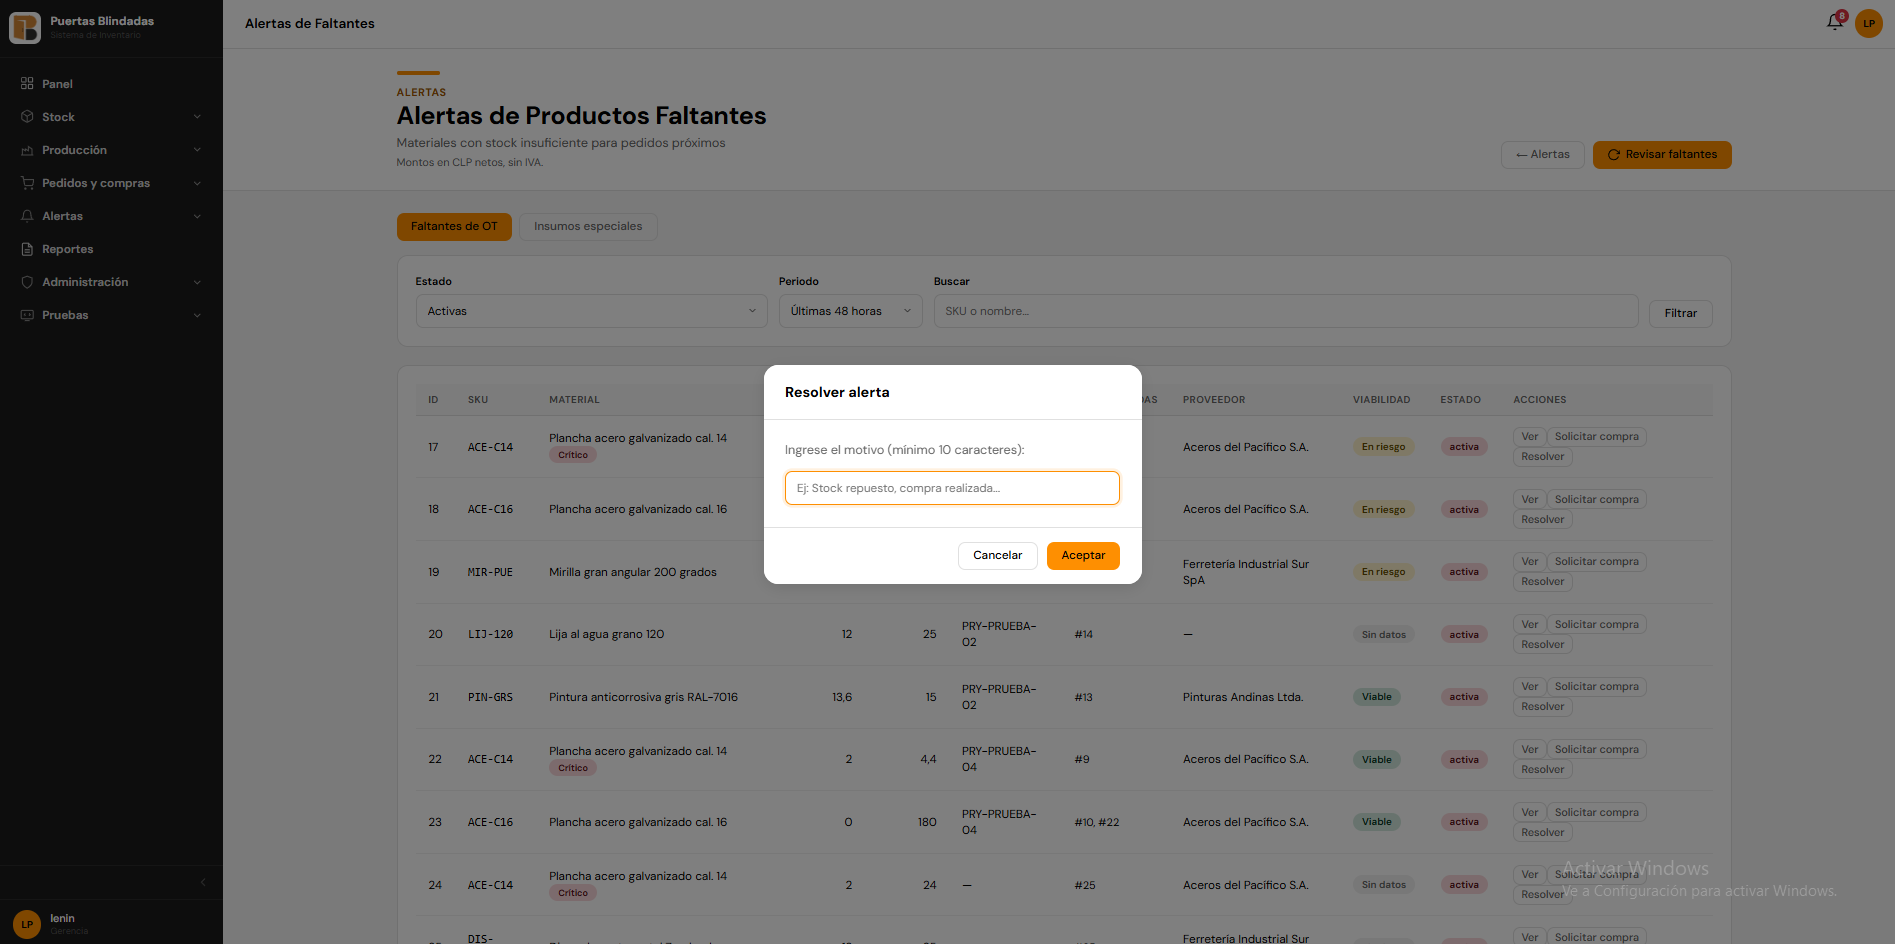 Puertas Blindadas
Sistema de Inventario
Alertas de Faltantes
8
LP
Panel
Stock
Producción
Pedidos y compras
Alertas
Reportes
Administración
Pruebas
ALERTAS
Alertas de Productos Faltantes
Materiales con stock insuficiente para pedidos próximos
Montos en CLP netos, sin IVA.
← Alertas
Revisar faltantes
Faltantes de OT
Insumos especiales
Estado
Periodo
Buscar
Activas
Últimas 48 horas
SKU o nombre...
Filtrar
ID SKU MATERIAL PROVEEDOR VIABILIDAD ESTADO ACCIONES
17 ACE-C14 Plancha acero galvanizado cal. 14 Crítico Aceros del Pacífico S.A. En riesgo activa Ver Solicitar compra Resolver
18 ACE-C16 Plancha acero galvanizado cal. 16 Aceros del Pacífico S.A. En riesgo activa Ver Solicitar compra Resolver
19 MIR-PUE Mirilla gran angular 200 grados Ferreteria Industrial Sur SpA En riesgo activa Ver Solicitar compra Resolver
20 LIJ-120 Lija al agua grano 120 12 25 PRY-PRUEBA-02 #14 — Sin datos activa Ver Solicitar compra Resolver
21 PIN-GRS Pintura anticorrosiva gris RAL-7016 13,6 15 PRY-PRUEBA-02 #13 Pinturas Andinas Ltda. Viable activa Ver Solicitar compra Resolver
22 ACE-C14 Plancha acero galvanizado cal. 14 Crítico 2 4,4 PRY-PRUEBA-04 #9 Aceros del Pacífico S.A. Viable activa Ver Solicitar compra Resolver
23 ACE-C16 Plancha acero galvanizado cal. 16 0 180 PRY-PRUEBA-04 #10, #22 Aceros del Pacífico S.A. Viable activa Ver Solicitar compra Resolver
24 ACE-C14 Plancha acero galvanizado cal. 14 Crítico 2 24 — #25 Aceros del Pacífico S.A. Sin datos activa Ver Solicitar compra Resolver
DIS- Ferreteria Industrial Sur Ver Solicitar compra
Resolver alerta
Ingrese el motivo (mínimo 10 caracteres):
Ej: Stock repuesto, compra realizada...
Cancelar
Aceptar
Activar Windows
Ve a Configuración para activar Windows.
LP
lenin
Gerencia